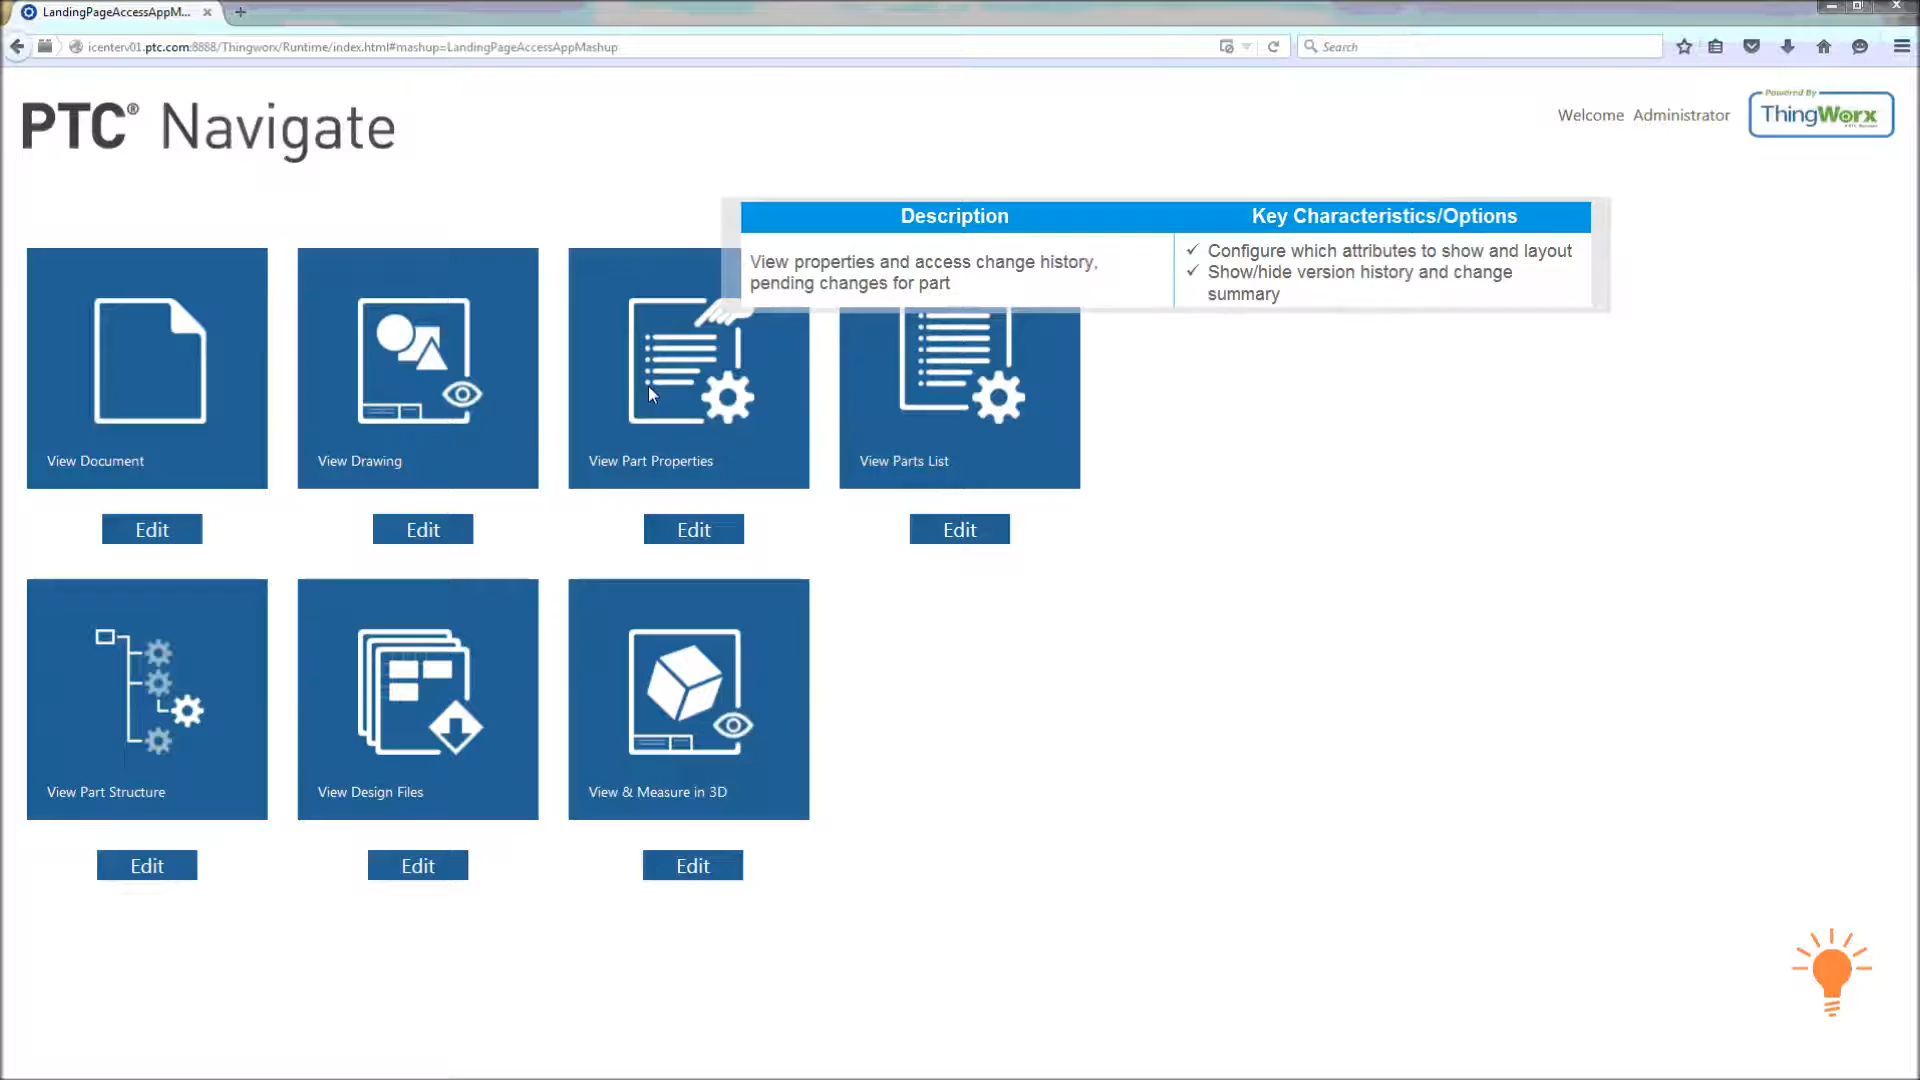 LandingPageAccessAppM...
icenterv01.ptc.com:8888/Thingworx/Runtime/index.html#mashup=LandingPageAccessAppMashup
Search
PTC® Navigate
Welcome Administrator
Powered By
ThingWorx
Description
Key Characteristics/Options
View properties and access change history,
pending changes for part
✓ Configure which attributes to show and layout
✓ Show/hide version history and change
summary
View Document
View Drawing
View Part Properties
View Parts List
Edit
Edit
Edit
Edit
View Part Structure
View Design Files
View & Measure in 3D
Edit
Edit
Edit